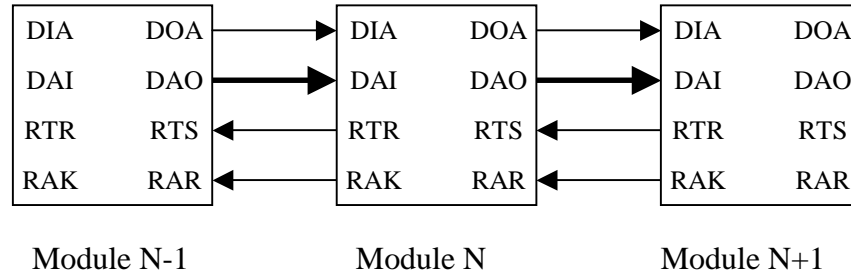 DIA DOA DIA DOA DIA DOA
DAI DAO DAI DAO DAI DAO
RTR RTS RTR RTS RTR RTS
RAK RAR RAK RAR RAK RAR
Module N-1 Module N Module N+1